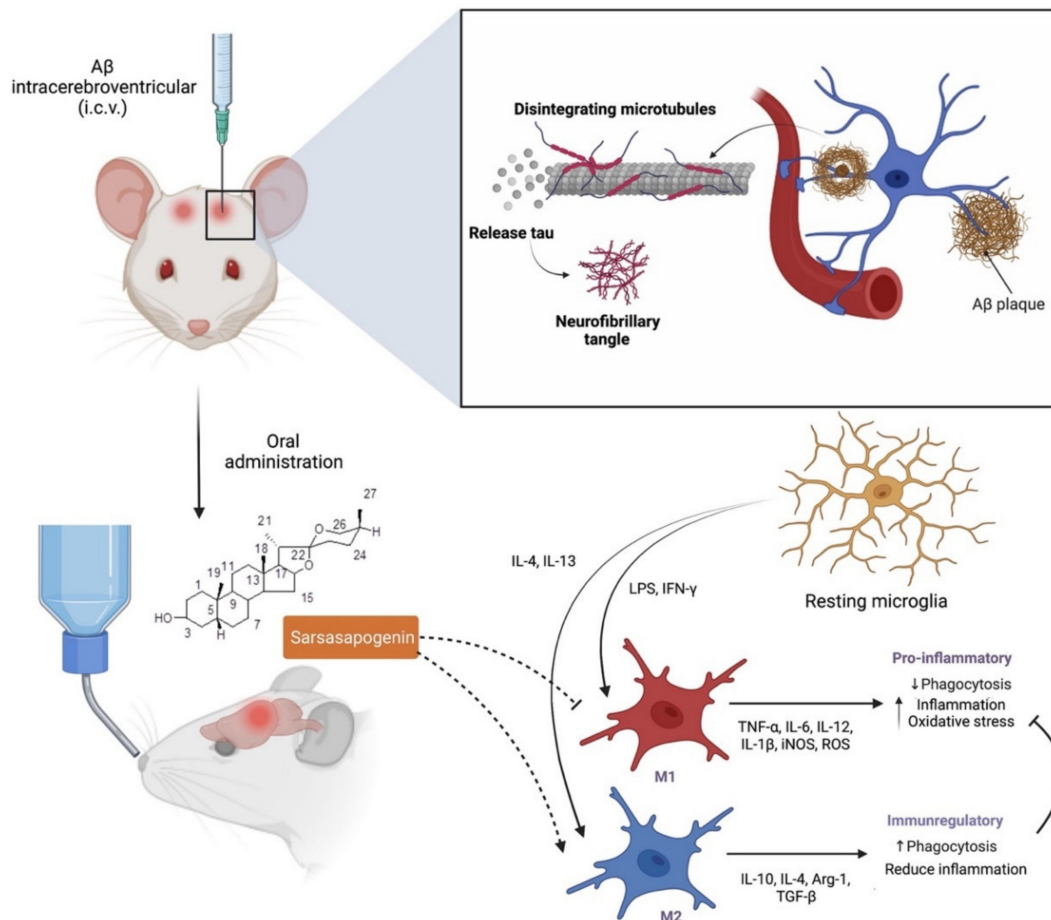 Aβ
intracerebroventricular
(i.c.v.)
Disintegrating microtubules
Release tau
Neurofibrillary
tangle
Aβ plaque
Oral
administration
27
21
26
H
18
22
O
24
19
11
O
17
13
1
15
9
5
HO
7
3
H
Sarsasapogenin
IL-4, IL-13
LPS, IFN-γ
Resting microglia
Pro-inflammatory
↓Phagocytosis
↑ Inflammation
Oxidative stress
TNF-α, IL-6, IL-12,
IL-1β, iNOS, ROS
M1
Immunregulatory
↑Phagocytosis
Reduce inflammation
IL-10, IL-4, Arg-1,
TGF-β
M2